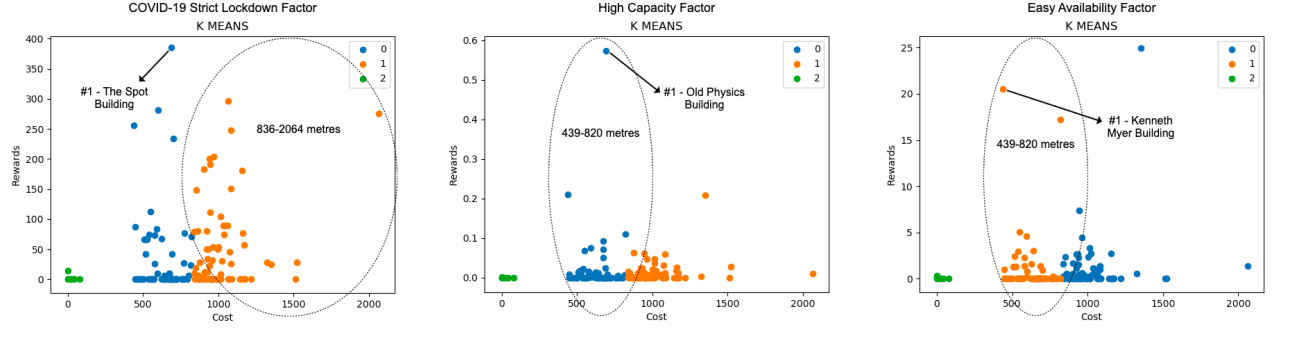 COVID-19 Strict Lockdown Factor
K MEANS
400
350
300
250
200
150
100
50
0
Rewards
0
500
1000
1500
2000
Cost
0
1
2
#1 - The Spot
Building
836-2064 metres
High Capacity Factor
K MEANS
0.6
0.5
0.4
0.3
0.2
0.1
0.0
Rewards
0
500
1000
1500
2000
Cost
0
1
2
#1 - Old Physics
Building
439-820 metres
Easy Availability Factor
K MEANS
25
20
15
10
5
0
Rewards
0
500
1000
1500
2000
Cost
0
1
2
#1 - Kenneth
Myer Building
439-820 metres